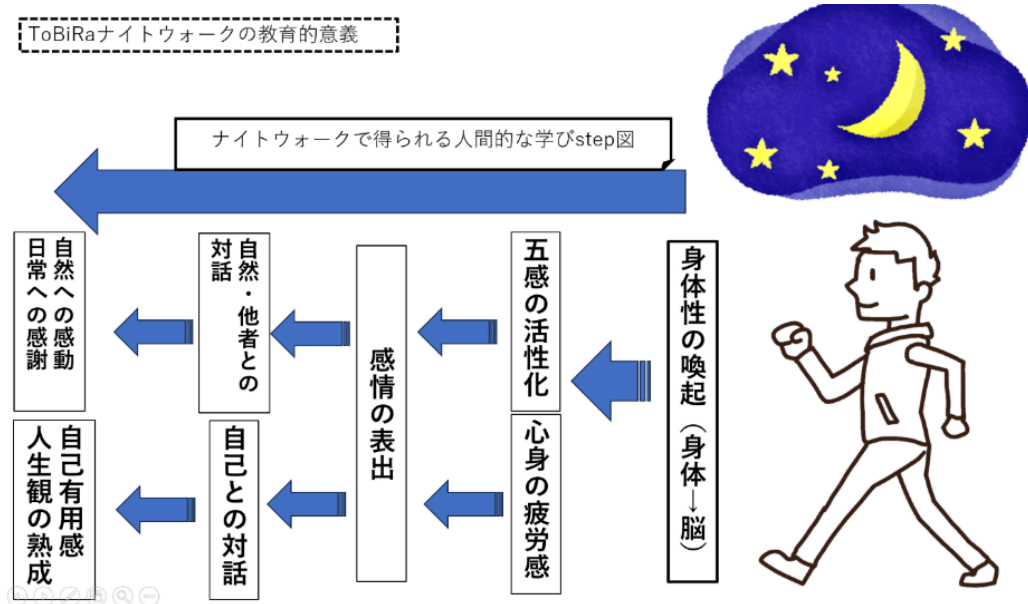 ToBiRaナイトウォークの教育的意義
ナイトウォークで得られる人間的な学びstep図
身体性の喚起（身体→脳）
五感の活性化
心身の疲労感
感情の表出
自然・他者との
対話
自己との対話
自然への感動
日常への感謝
自己有用感
人生観の熟成